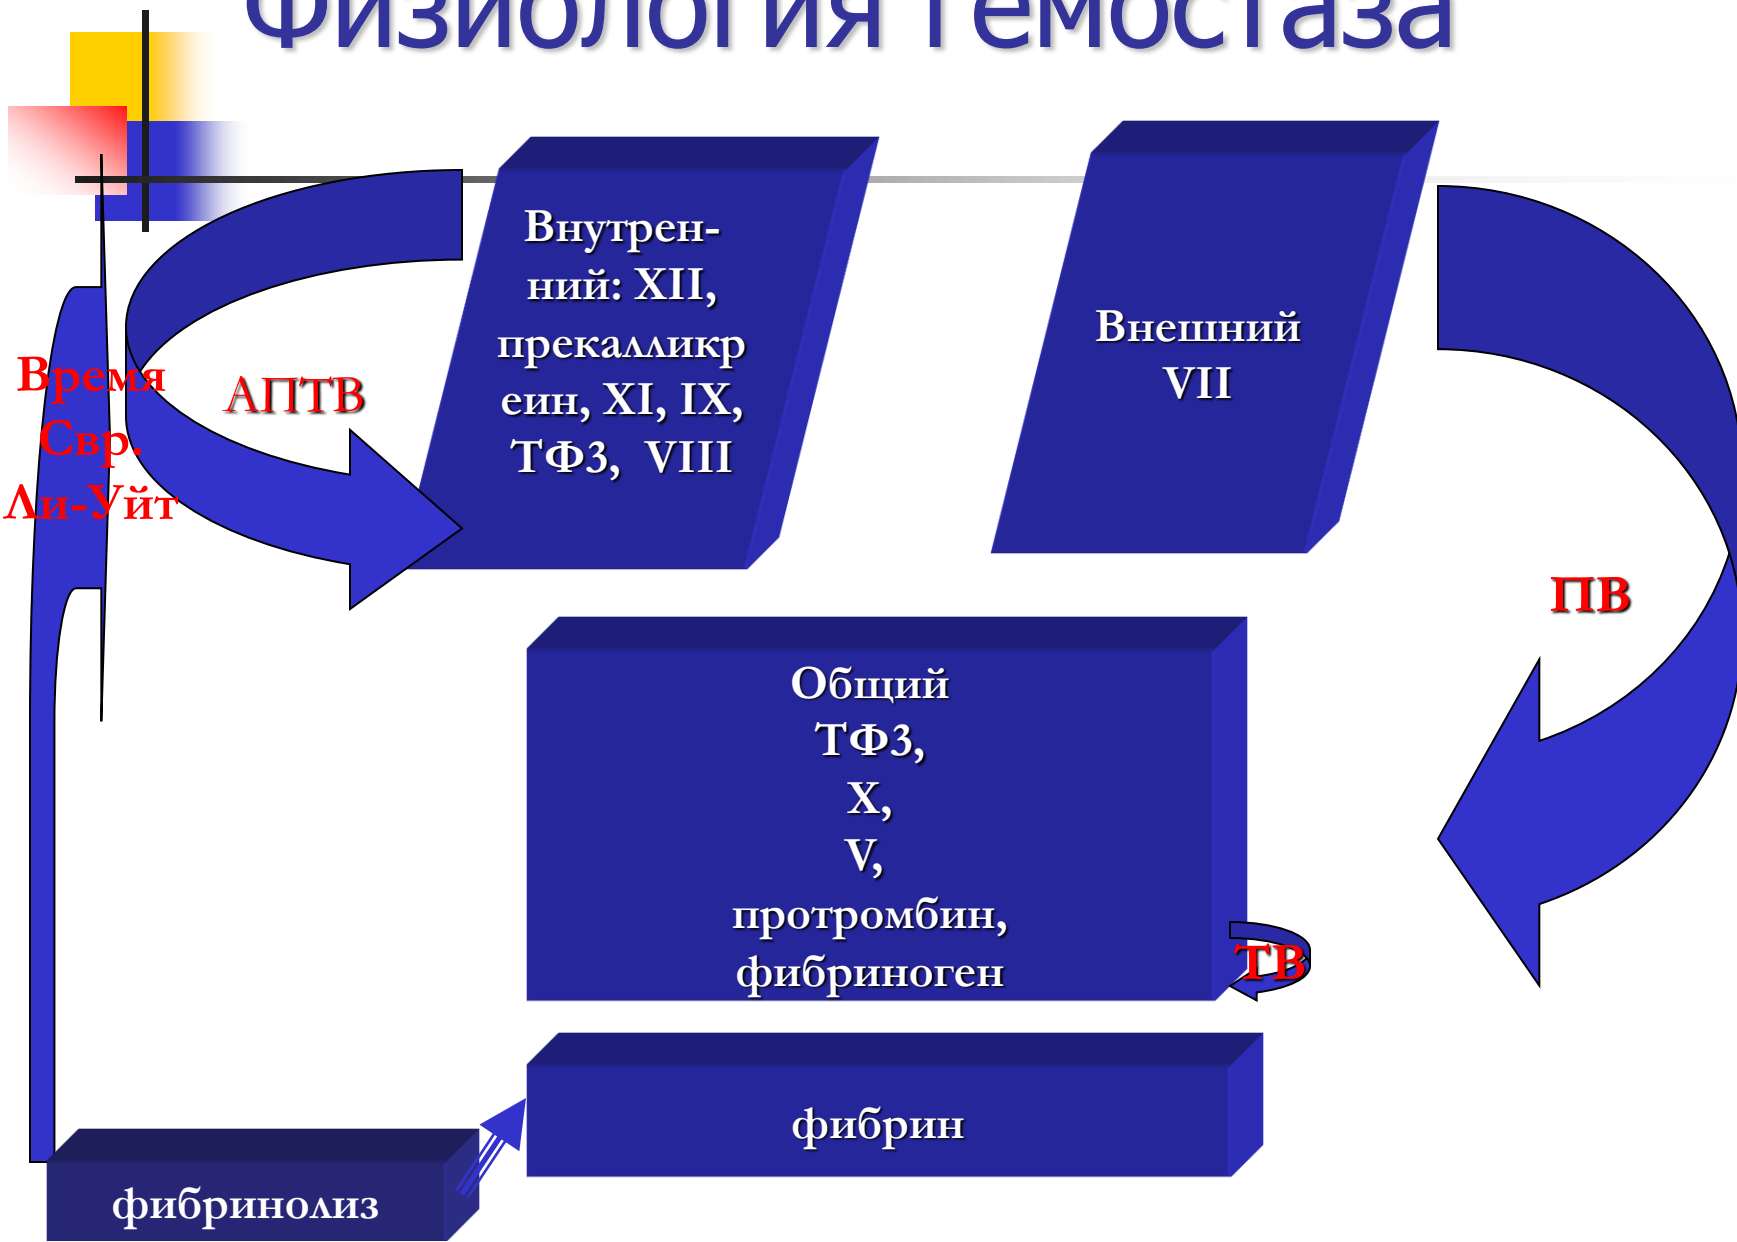 Физиология гемостаза
Внутрен-
ний: XII,
прекалликр
еин, XI, IX,
ТФ3, VIII
Внешний
VII
Время
Свр.
Ли-Уйт
АПТВ
ПВ
Общий
ТФ3,
X,
V,
протромбин,
фибриноген
ТВ
фибрин
фибринолиз